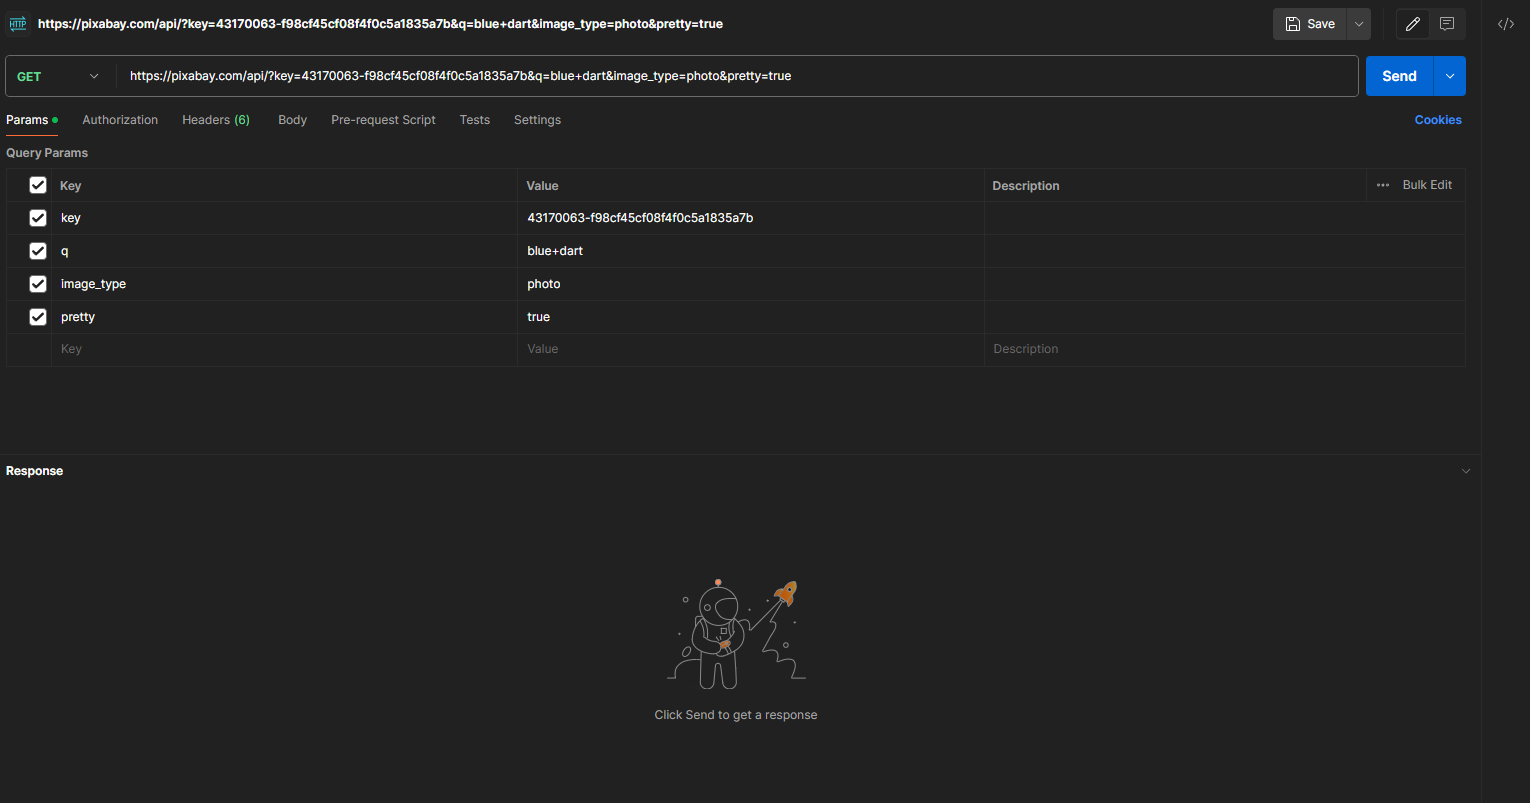 HTTP https://pixabay.com/api/?key=43170063-f98cf45cf08f4f0c5a1835a7b&q=blue+dart&image_type=photo&pretty=true Save </>
GET https://pixabay.com/api/?key=43170063-f98cf45cf08f4f0c5a1835a7b&q=blue+dart&image_type=photo&pretty=true Send
Params Authorization Headers (6) Body Pre-request Script Tests Settings Cookies
Query Params
Key Value Description ••• Bulk Edit
key 43170063-f98cf45cf08f4f0c5a1835a7b
q blue+dart
image_type photo
pretty true
Key Value Description
Response
Click Send to get a response